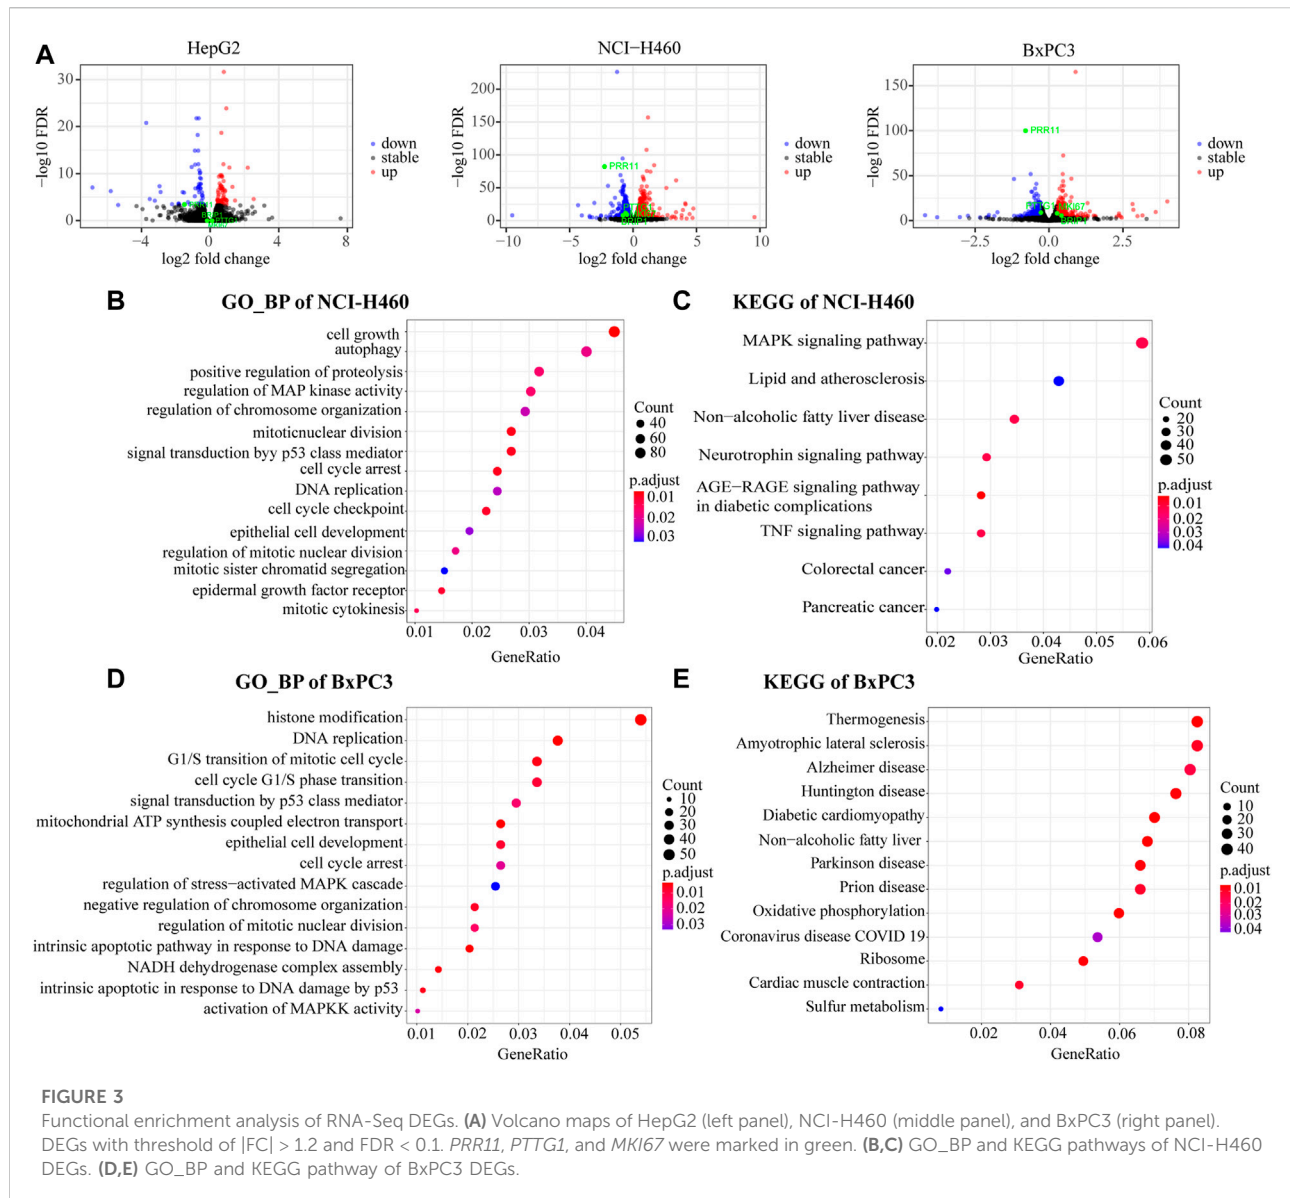 A
HepG2
NCI−H460
BxPC3
−log10 FDR
30
20
10
0
−4
0
4
8
log2 fold change
down
stable
up
−log10 FDR
200
150
100
50
0
PRR11
−10
−5
0
5
10
log2 fold change
down
stable
up
−log10 FDR
150
100
50
0
PRR11
−2.5
0.0
2.5
log2 fold change
down
stable
up
B
GO_BP of NCI-H460
cell growth
autophagy
positive regulation of proteolysis
regulation of MAP kinase activity
regulation of chromosome organization
mitoticnuclear division
signal transduction byy p53 class mediator
cell cycle arrest
DNA replication
cell cycle checkpoint
epithelial cell development
regulation of mitotic nuclear division
mitotic sister chromatid segregation
epidermal growth factor receptor
mitotic cytokinesis
0.01
0.02
0.03
0.04
GeneRatio
Count
40
60
80
p.adjust
0.01
0.02
0.03
C
KEGG of NCI-H460
MAPK signaling pathway
Lipid and atherosclerosis
Non−alcoholic fatty liver disease
Neurotrophin signaling pathway
AGE−RAGE signaling pathway
in diabetic complications
TNF signaling pathway
Colorectal cancer
Pancreatic cancer
0.02
0.03
0.04
0.05
0.06
GeneRatio
Count
20
30
40
50
p.adjust
0.01
0.02
0.03
0.04
D
GO_BP of BxPC3
histone modification
DNA replication
G1/S transition of mitotic cell cycle
cell cycle G1/S phase transition
signal transduction by p53 class mediator
mitochondrial ATP synthesis coupled electron transport
epithelial cell development
cell cycle arrest
regulation of stress−activated MAPK cascade
negative regulation of chromosome organization
regulation of mitotic nuclear division
intrinsic apoptotic pathway in response to DNA damage
NADH dehydrogenase complex assembly
intrinsic apoptotic in response to DNA damage by p53
activation of MAPKK activity
0.01
0.02
0.03
0.04
0.05
GeneRatio
Count
10
20
30
40
50
p.adjust
0.01
0.02
0.03
E
KEGG of BxPC3
Thermogenesis
Amyotrophic lateral sclerosis
Alzheimer disease
Huntington disease
Diabetic cardiomyopathy
Non−alcoholic fatty liver
Parkinson disease
Prion disease
Oxidative phosphorylation
Coronavirus disease COVID 19
Ribosome
Cardiac muscle contraction
Sulfur metabolism
0.02
0.04
0.06
0.08
GeneRatio
Count
10
20
30
40
p.adjust
0.01
0.02
0.03
0.04
FIGURE 3
Functional enrichment analysis of RNA-Seq DEGs. (A) Volcano maps of HepG2 (left panel), NCI-H460 (middle panel), and BxPC3 (right panel).
DEGs with threshold of |FC| > 1.2 and FDR < 0.1. PRR11, PTTG1, and MKI67 were marked in green. (B,C) GO_BP and KEGG pathways of NCI-H460
DEGs. (D,E) GO_BP and KEGG pathway of BxPC3 DEGs.